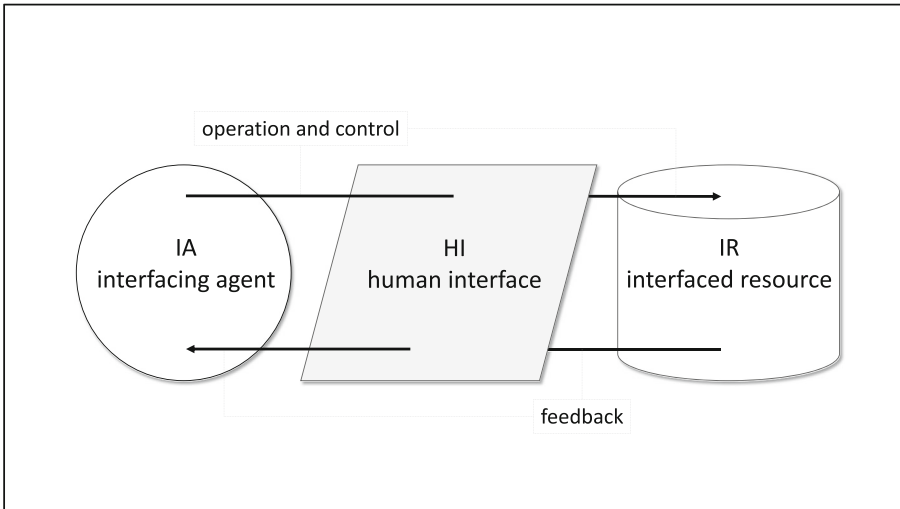 operation and control
IA
interfacing agent
HI
human interface
IR
interfaced resource
feedback